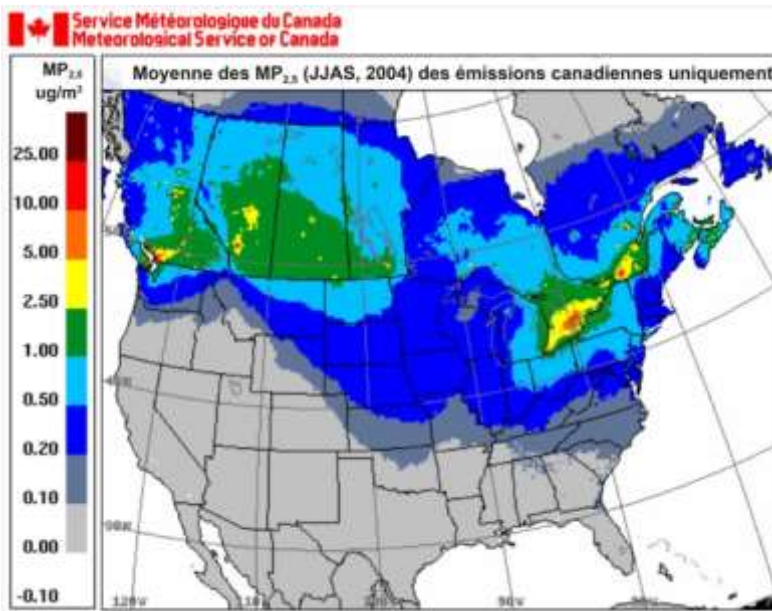 Service Météorologique du Canada
Meteorological Service of Canada
MP2,5
ug/m³
Moyenne des MP2,5 (JJAS, 2004) des émissions canadiennes uniquement
25.00
10.00
5.00
2.50
1.00
0.50
0.20
0.10
0.00
-0.10
120W
90W